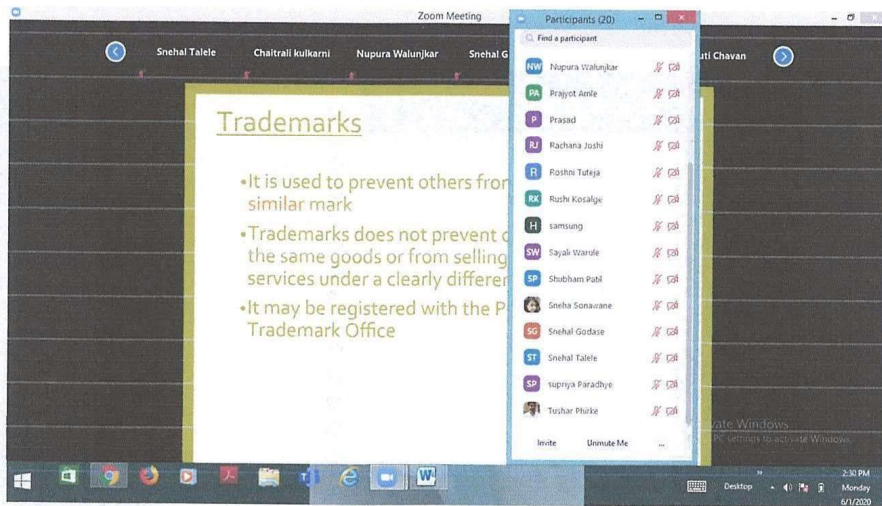 Zoom Meeting
Participants (20)
Snehal Talele
Chaitrali kulkarni
Nupura Walunjkar
Snehal G
uti Chavan
Find a participant
NW Nupura Walunjkar
PA Prajyot Amle
P Prasad
RJ Rachana Joshi
R Roshni Tuteja
RK Rushi Kosalge
H samsung
SW Sayali Warule
SP Shubham Patil
Sneha Sonawane
SG Snehal Godase
ST Snehal Talele
SP supriya Paradhye
Tushar Phirke
Invite Unmute Me ...
Trademarks
•It is used to prevent others from
similar mark
•Trademarks does not prevent o
the same goods or from selling
services under a clearly differen
•It may be registered with the P
Trademark Office
vate Windows
PC settings to activate Windows.
W
Desktop
2:30 PM
Monday
6/1/2020